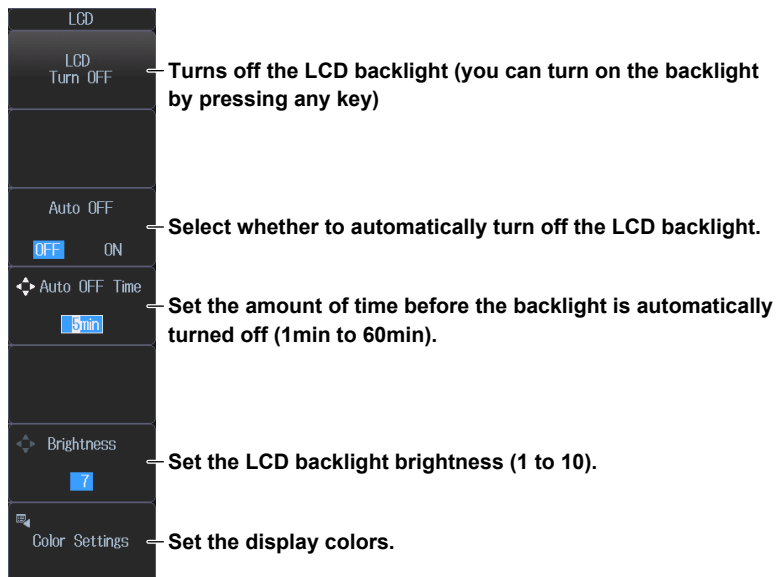 LCD
LCD
Turn OFF
Turns off the LCD backlight (you can turn on the backlight
by pressing any key)
Auto OFF
OFF ON
Select whether to automatically turn off the LCD backlight.
Auto OFF Time
5min
Set the amount of time before the backlight is automatically
turned off (1min to 60min).
Brightness
7
Set the LCD backlight brightness (1 to 10).
Color Settings
Set the display colors.